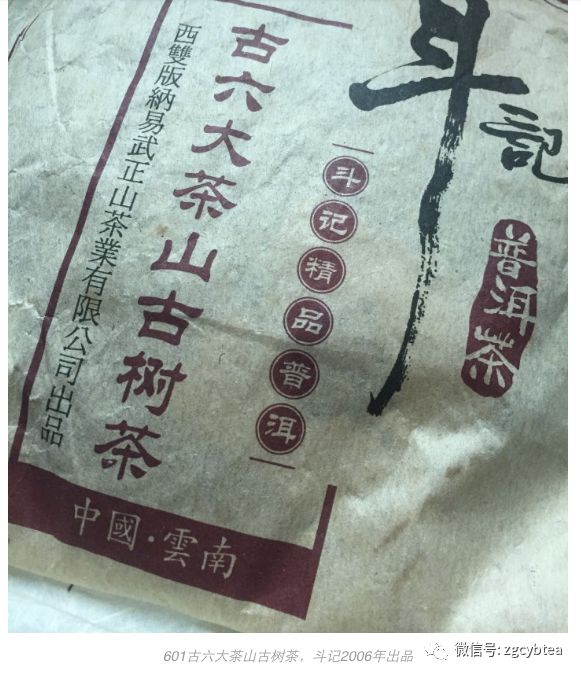 斗記
普洱茶
斗记精品普洱
古六大茶山古树茶
西雙版納易武正山茶業有限公司出品
中國·雲南
601古六大茶山古树茶，斗记2006年出品
微信号: zgcybtea